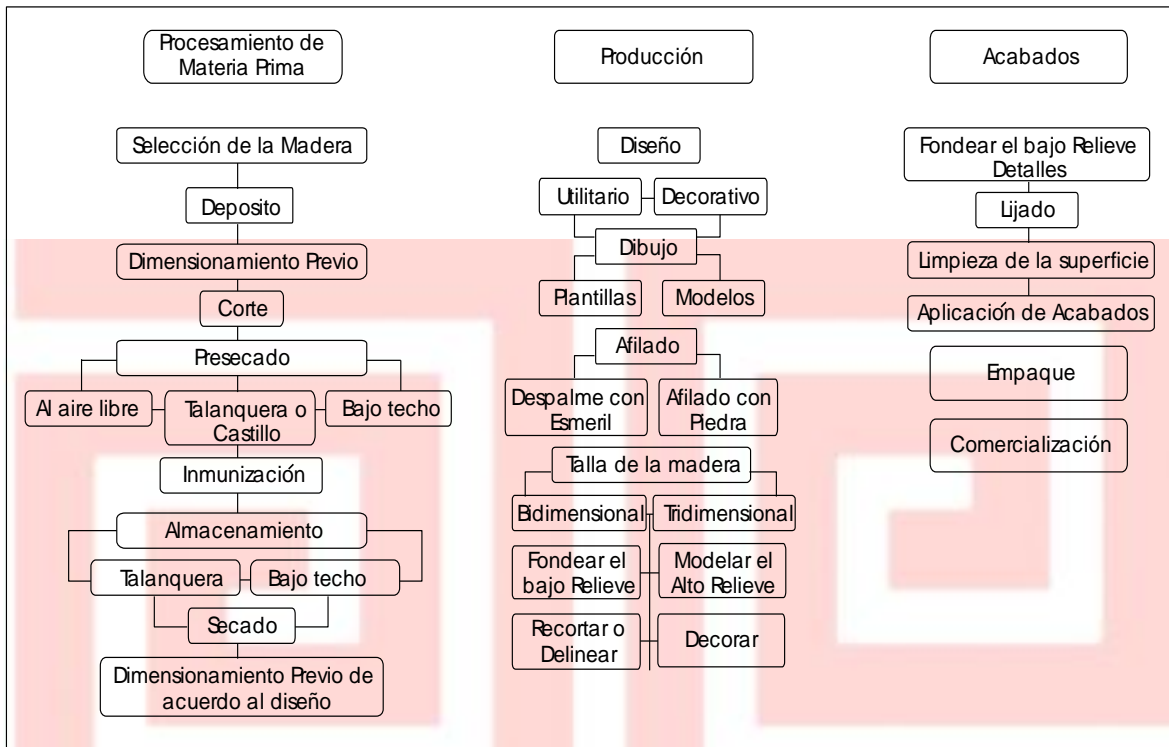 Procesamiento de
Materia Prima
Selección de la Madera
Deposito
Dimensionamiento Previo
Corte
Presecado
Al aire libre
Talanquera o
Castillo
Bajo techo
Inmunización
Almacenamiento
Talanquera
Bajo techo
Secado
Dimensionamiento Previo de
acuerdo al diseño
Producción
Diseño
Utilitario
Decorativo
Dibujo
Plantillas
Modelos
Afilado
Despalme con
Esmeril
Afilado con
Piedra
Talla de la madera
Bidimensional
Tridimensional
Fondear el
bajo Relieve
Modelar el
Alto Relieve
Recortar o
Delinear
Decorar
Acabados
Fondear el bajo Relieve
Detalles
Lijado
Limpieza de la superficie
Aplicación de Acabados
Empaque
Comercialización